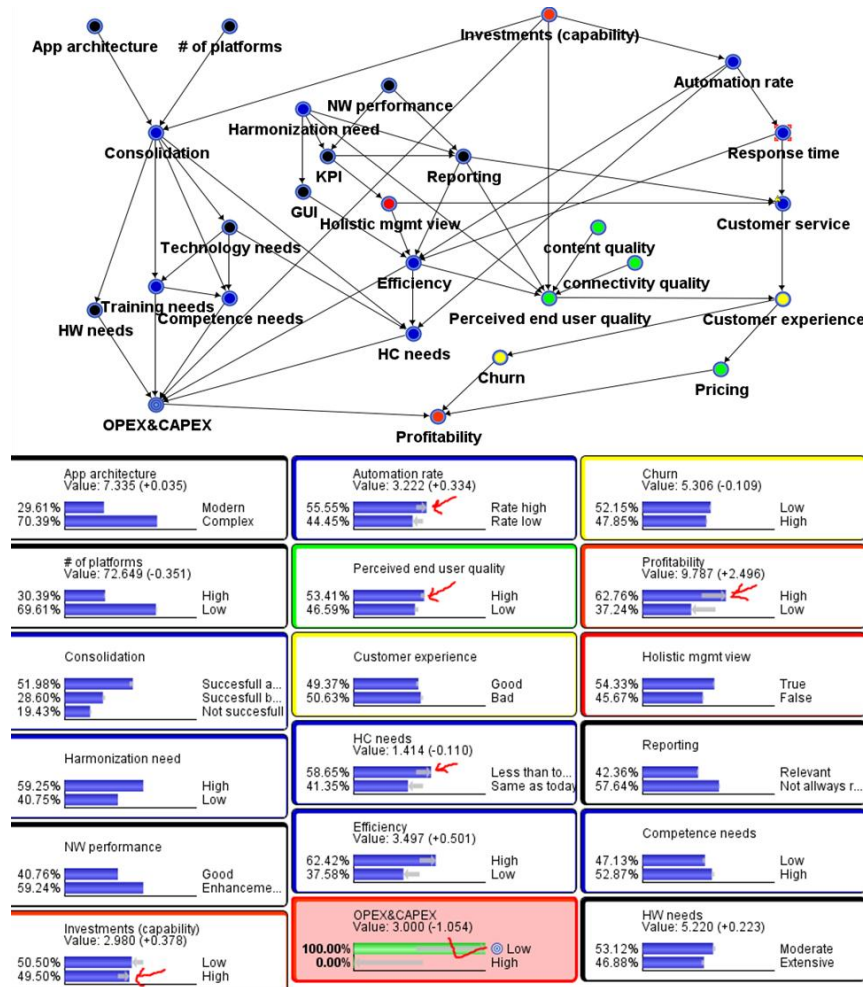 App architecture
# of platforms
Investments (capability)
Automation rate
NW performance
Harmonization need
Consolidation
KPI
Reporting
Response time
GUI
Holistic mgmt view
Customer service
Technology needs
content quality
Efficiency
connectivity quality
Training needs
HW needs
Competence needs
Perceived end user quality
Customer experience
HC needs
Churn
Pricing
OPEX&CAPEX
Profitability
App architecture
Value: 7.335 (+0.035)
29.61% Modern
70.39% Complex
# of platforms
Value: 72.649 (-0.351)
30.39% High
69.61% Low
Consolidation
51.98% Succesfull a...
28.60% Succesfull b...
19.43% Not succesfull
Harmonization need
59.25% High
40.75% Low
NW performance
40.76% Good
59.24% Enhanceme...
Investments (capability)
Value: 2.980 (+0.378)
50.50% Low
49.50% High
Automation rate
Value: 3.222 (+0.334)
55.55% Rate high
44.45% Rate low
Perceived end user quality
53.41% High
46.59% Low
Customer experience
49.37% Good
50.63% Bad
HC needs
Value: 1.414 (-0.110)
58.65% Less than to...
41.35% Same as today
Efficiency
Value: 3.497 (+0.501)
62.42% High
37.58% Low
OPEX&CAPEX
Value: 3.000 (-1.054)
100.00% Low
0.00% High
Churn
Value: 5.306 (-0.109)
52.15% Low
47.85% High
Profitability
Value: 9.787 (+2.496)
62.76% High
37.24% Low
Holistic mgmt view
54.33% True
45.67% False
Reporting
42.36% Relevant
57.64% Not allways r...
Competence needs
47.13% Low
52.87% High
HW needs
Value: 5.220 (+0.223)
53.12% Moderate
46.88% Extensive